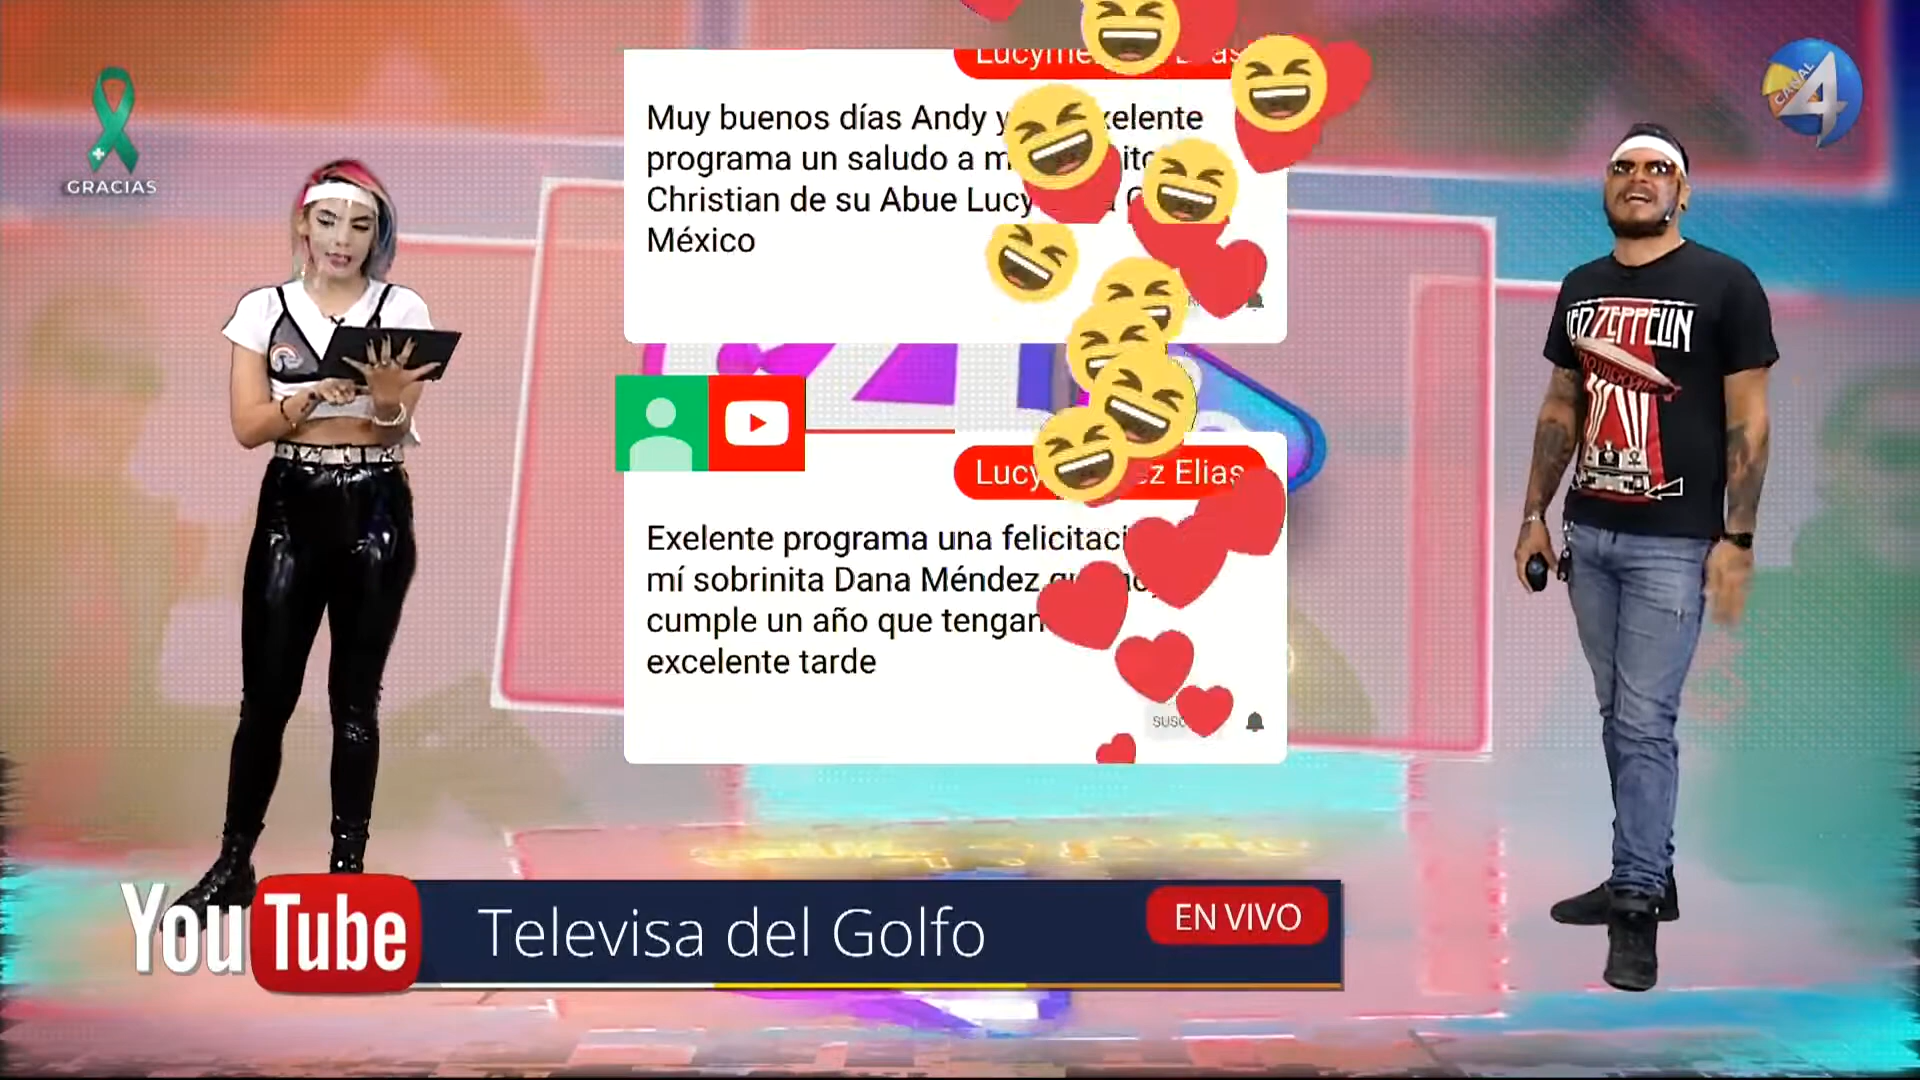 GRACIAS
CANAL 4
Muy buenos días Andy y xelente
programa un saludo a m
Christian de su Abue Lucy
México
Elias
Exelente programa una felicitaci
mí sobrinita Dana Méndez
cumple un año que tengan
excelente tarde
LED ZEPPELIN
YouTube
Televisa del Golfo
EN VIVO